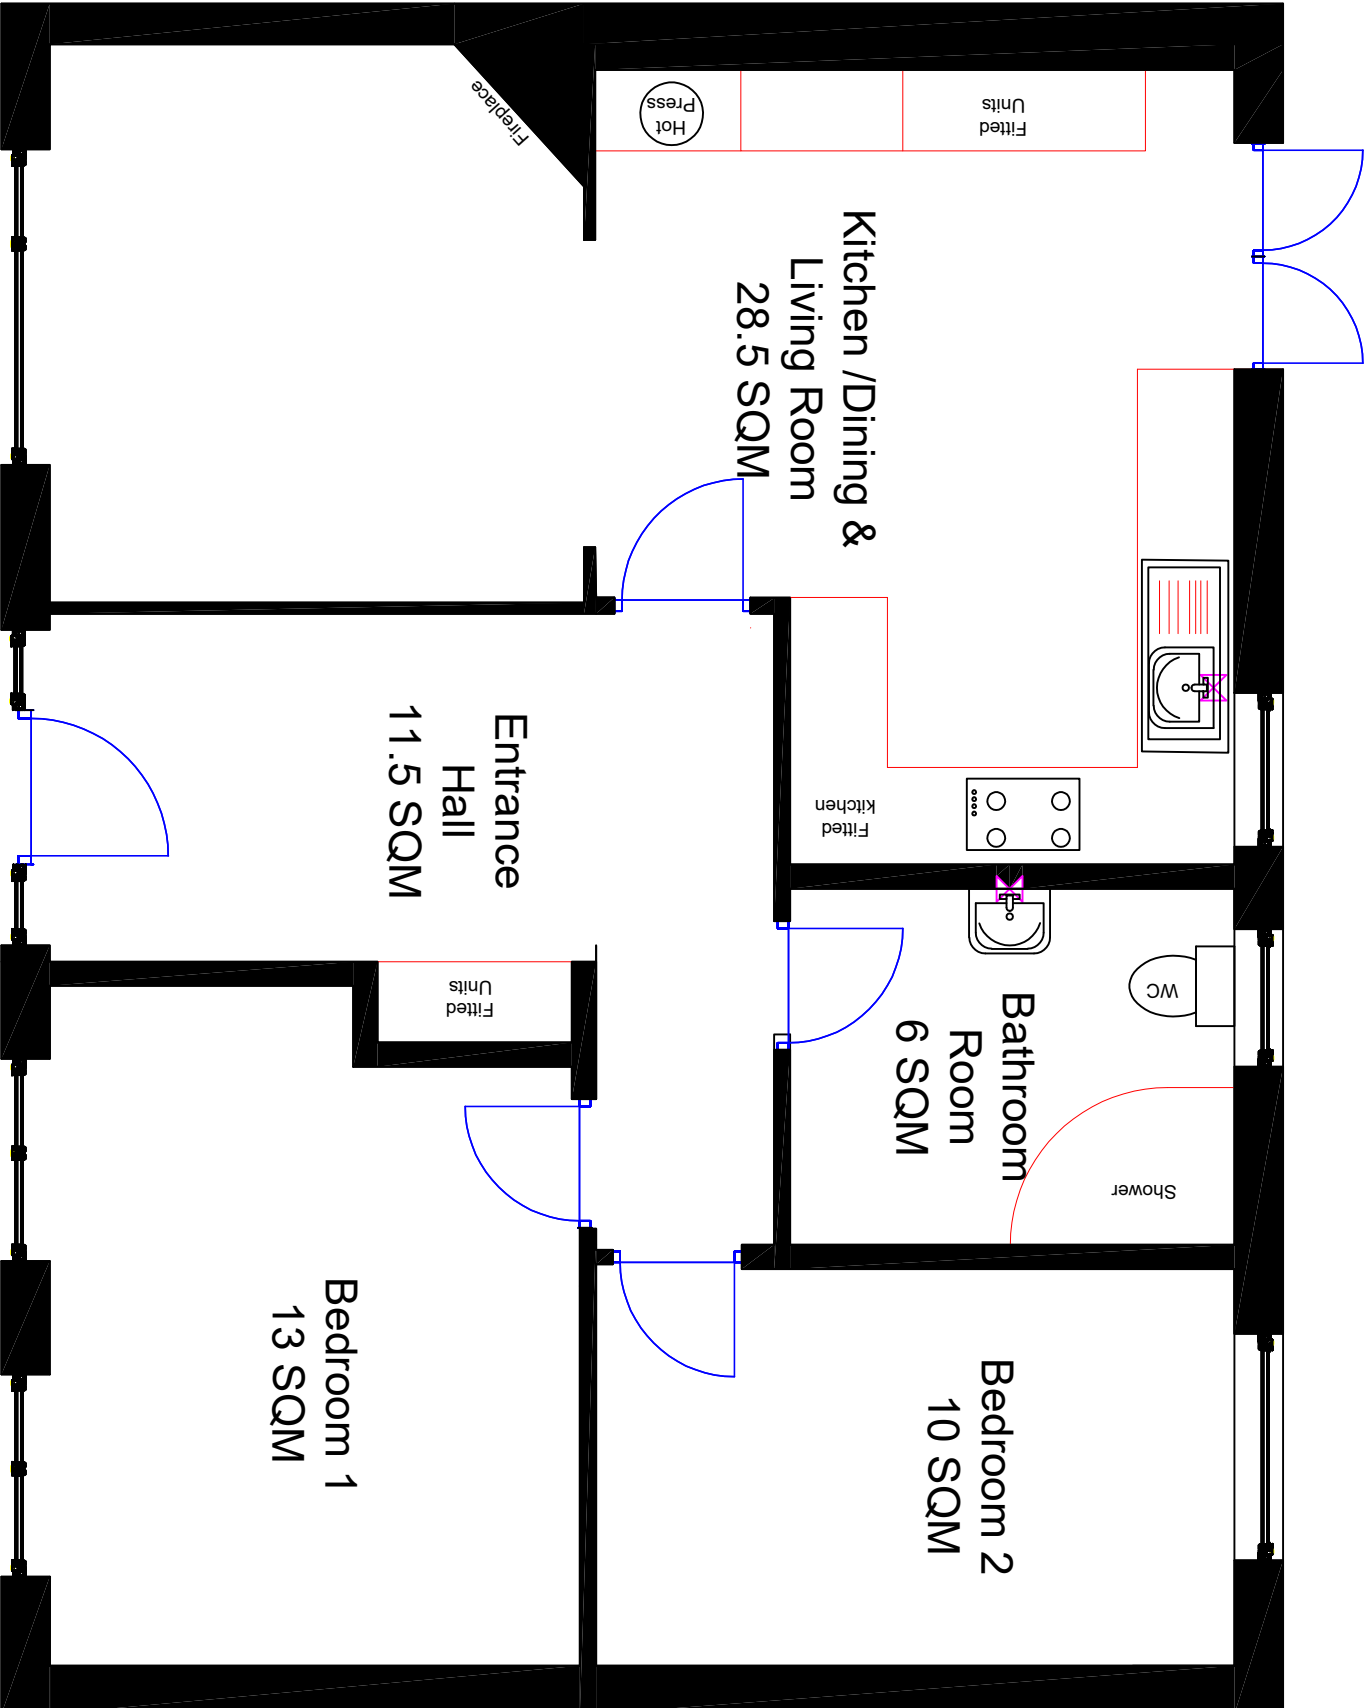 Fireplace
Hot
Press
Fitted
Units
Kitchen /Dining &
Living Room
28.5 SQM
Entrance
Hall
11.5 SQM
Fitted
kitchen
Fitted
Units
WC
Bathroom
Room
6 SQM
Shower
Bedroom 1
13 SQM
Bedroom 2
10 SQM